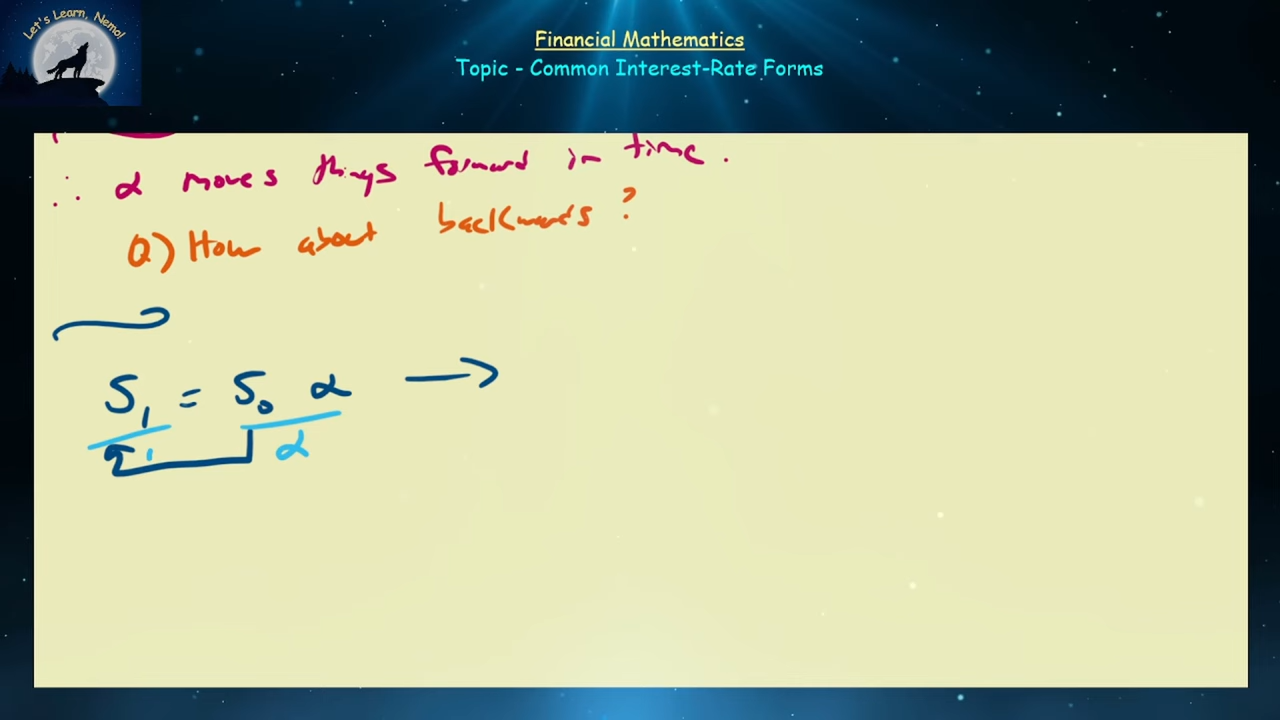 Let's Learn, Nemo!
Financial Mathematics
Topic - Common Interest-Rate Forms
∴ α moves things forward in time.
Q) How about backwards?
S₁ = S₀ α →
α